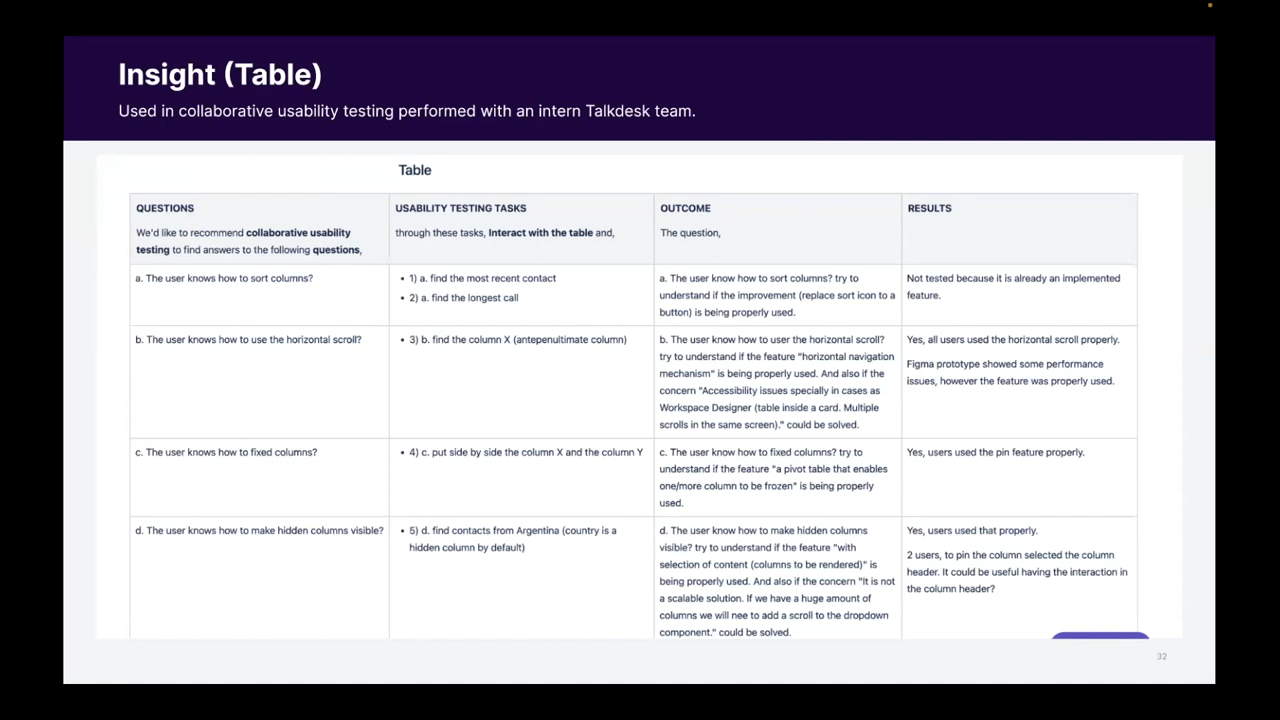 Insight (Table)
Used in collaborative usability testing performed with an intern Talkdesk team.
Table
QUESTIONS
We'd like to recommend collaborative usability
testing to find answers to the following questions,
USABILITY TESTING TASKS
through these tasks, Interact with the table and,
OUTCOME
The question,
RESULTS
a. The user knows how to sort columns?
• 1) a. find the most recent contact
• 2) a. find the longest call
a. The user know how to sort columns? try to
understand if the improvement (replace sort icon to a
button) is being properly used.
Not tested because it is already an implemented
feature.
b. The user knows how to use the horizontal scroll?
• 3) b. find the column X (antepenultimate column)
b. The user know how to user the horizontal scroll?
try to understand if the feature "horizontal navigation
mechanism" is being properly used. And also if the
concern "Accessibility issues specially in cases as
Workspace Designer (table inside a card. Multiple
scrolls in the same screen)." could be solved.
Yes, all users used the horizontal scroll properly.
Figma prototype showed some performance
issues, however the feature was properly used.
c. The user knows how to fixed columns?
• 4) c. put side by side the column X and the column Y
c. The user know how to fixed columns? try to
understand if the feature "a pivot table that enables
one/more column to be frozen" is being properly
used.
Yes, users used the pin feature properly.
d. The user knows how to make hidden columns visible?
• 5) d. find contacts from Argentina (country is a
hidden column by default)
d. The user know how to make hidden columns
visible? try to understand if the feature "with
selection of content (columns to be rendered)" is
being properly used. And also if the concern "It is not
a scalable solution. If we have a huge amount of
columns we will nee to add a scroll to the dropdown
component." could be solved.
Yes, users used that properly.
2 users, to pin the column selected the column
header. It could be useful having the interaction in
the column header?
32